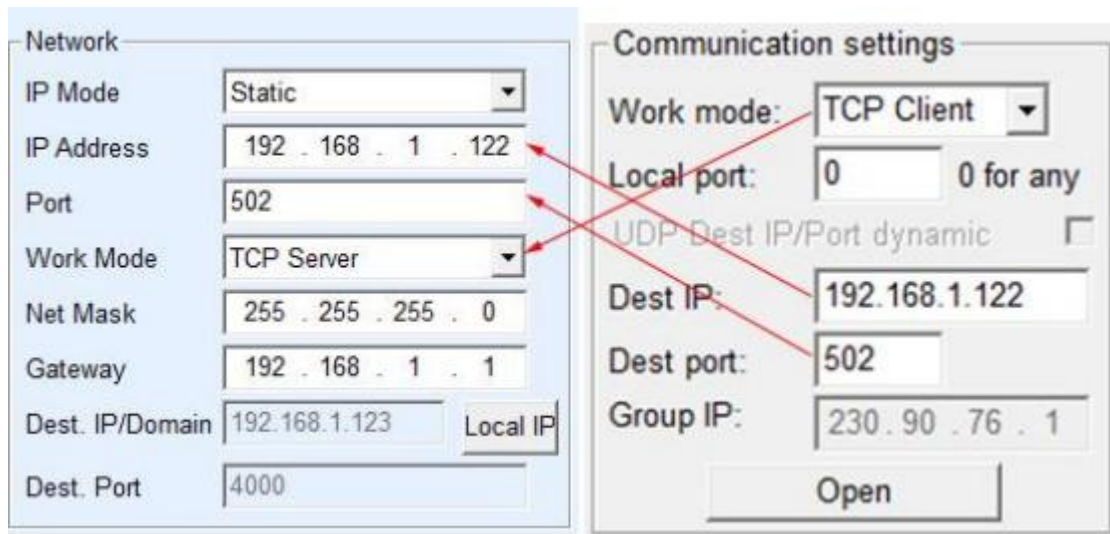 Network
IP Mode Static
IP Address 192 . 168 . 1 . 122
Port 502
Work Mode TCP Server
Net Mask 255 . 255 . 255 . 0
Gateway 192 . 168 . 1 . 1
Dest. IP/Domain 192.168.1.123 Local IP
Dest. Port 4000
Communication settings
Work mode: TCP Client
Local port: 0 0 for any
UDP Dest IP/Port dynamic
Dest IP: 192.168.1.122
Dest port: 502
Group IP: 230 . 90 . 76 . 1
Open